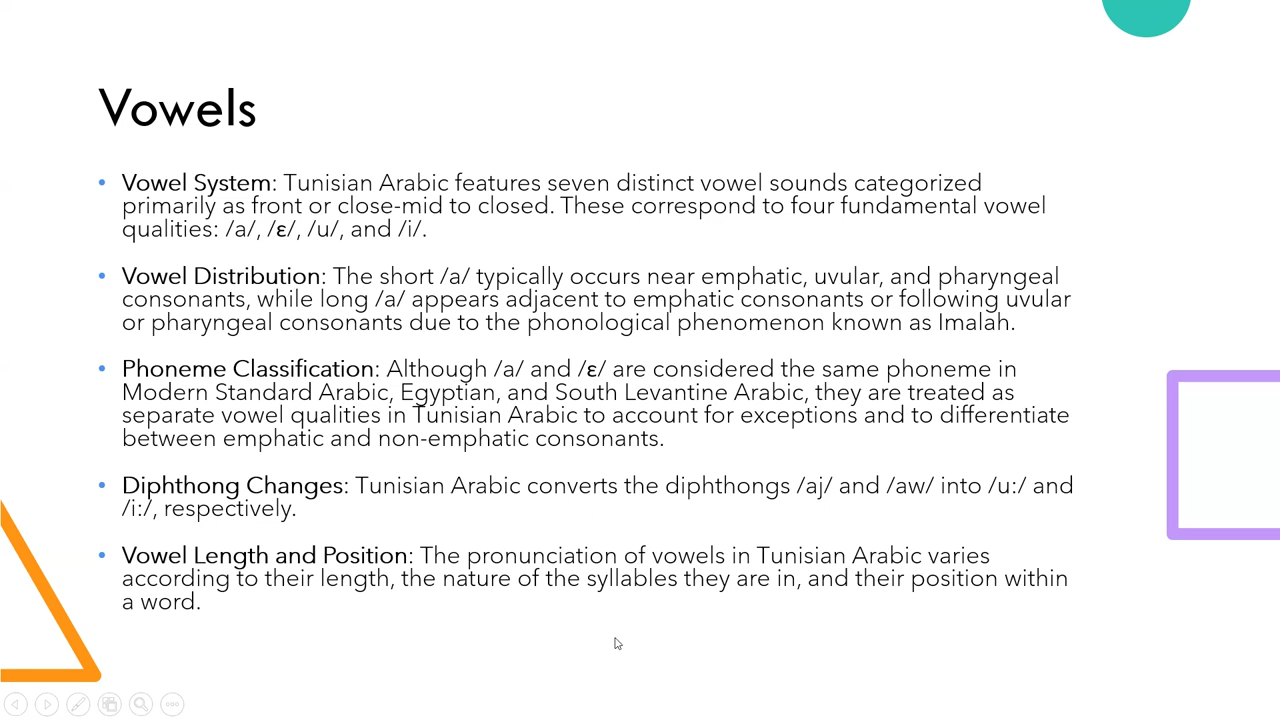 Vowels
• Vowel System: Tunisian Arabic features seven distinct vowel sounds categorized
primarily as front or close-mid to closed. These correspond to four fundamental vowel
qualities: /a/, /ɛ/, /u/, and /i/.
• Vowel Distribution: The short /a/ typically occurs near emphatic, uvular, and pharyngeal
consonants, while long /a/ appears adjacent to emphatic consonants or following uvular
or pharyngeal consonants due to the phonological phenomenon known as Imalah.
• Phoneme Classification: Although /a/ and /ɛ/ are considered the same phoneme in
Modern Standard Arabic, Egyptian, and South Levantine Arabic, they are treated as
separate vowel qualities in Tunisian Arabic to account for exceptions and to differentiate
between emphatic and non-emphatic consonants.
• Diphthong Changes: Tunisian Arabic converts the diphthongs /aj/ and /aw/ into /u:/ and
/i:/, respectively.
• Vowel Length and Position: The pronunciation of vowels in Tunisian Arabic varies
according to their length, the nature of the syllables they are in, and their position within
a word.